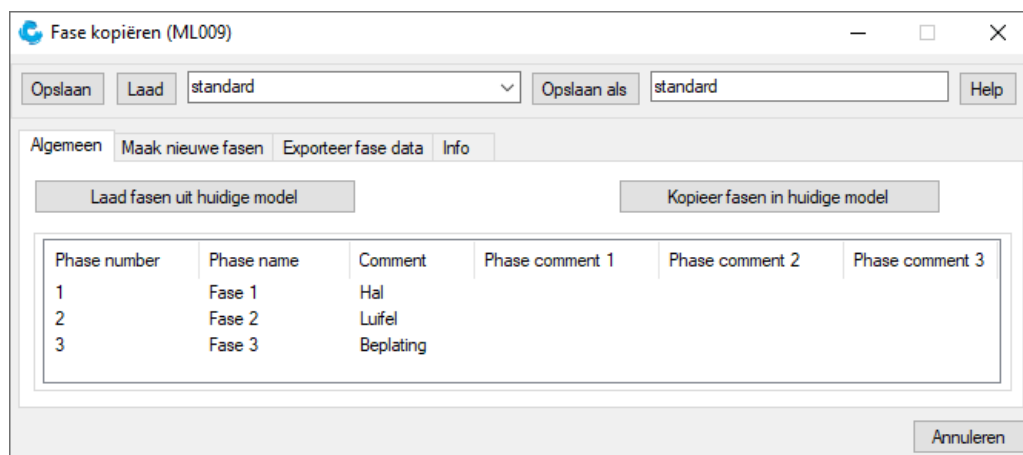 Fase kopiëren (ML009)
Opslaan Laad standard Opslaan als standard Help
Algemeen Maak nieuwe fasen Exporteer fase data Info
Laad fasen uit huidige model Kopieer fasen in huidige model
Phase number Phase name Comment Phase comment 1 Phase comment 2 Phase comment 3
1 Fase 1 Hal
2 Fase 2 Luifel
3 Fase 3 Beplating
Annuleren